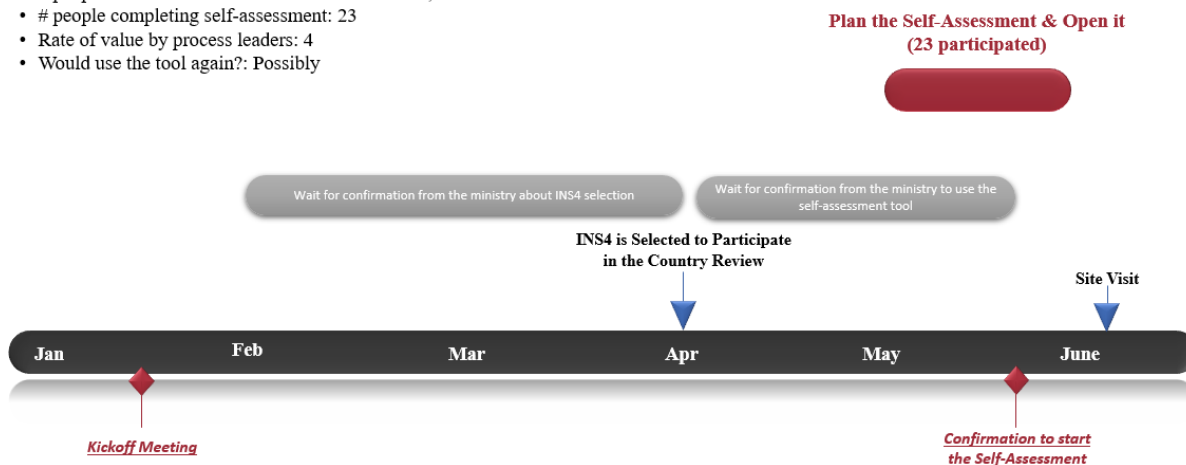 • # people completing self-assessment: 23
• Rate of value by process leaders: 4
• Would use the tool again?: Possibly
Plan the Self-Assessment & Open it
(23 participated)
Wait for confirmation from the ministry about INS4 selection
Wait for confirmation from the ministry to use the
self-assessment tool
INS4 is Selected to Participate
in the Country Review
Site Visit
Jan
Feb
Mar
Apr
May
June
Kickoff Meeting
Confirmation to start
the Self-Assessment